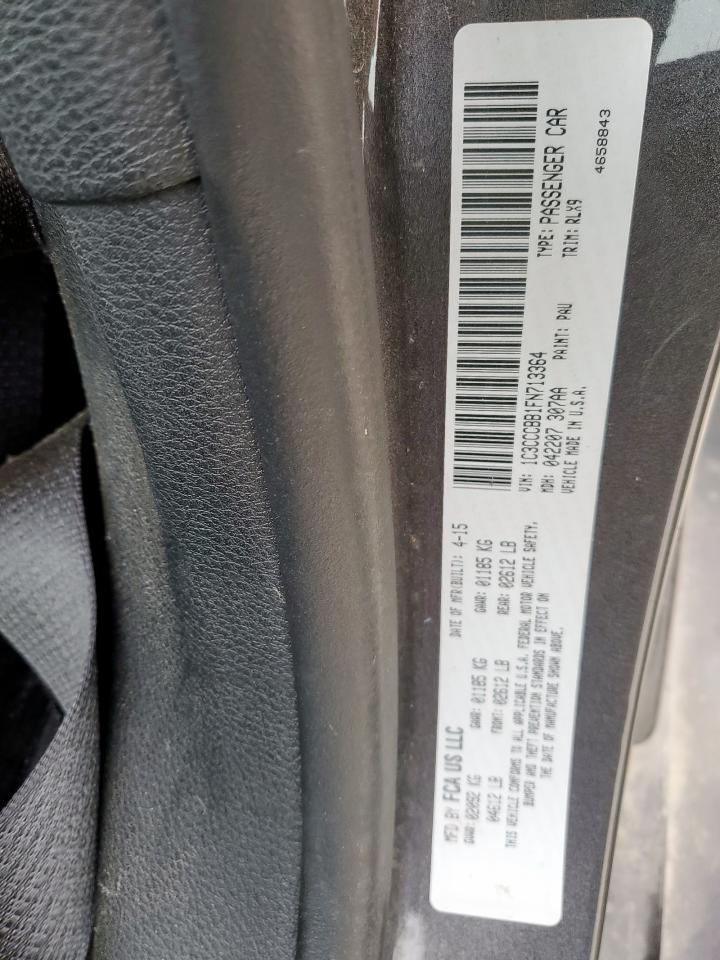 MFD BY FCA US LLC DATE OF MFR(BUILT): 4-15
GVWR: 02092 KG GAWR: 01185 KG GAWR: 01185 KG
04612 LB FRONT: 02612 LB REAR: 02612 LB
THIS VEHICLE CONFORMS TO ALL APPLICABLE U.S.A. FEDERAL MOTOR VEHICLE SAFETY,
BUMPER AND THEFT PREVENTION STANDARDS IN EFFECT ON
THE DATE OF MANUFACTURE SHOWN ABOVE.
VIN: 1C3CCCBB1FN713364 TYPE: PASSENGER CAR
MDH: 042207 307AA PAINT: PAU TRIM: RLX9
VEHICLE MADE IN U.S.A.
4658843